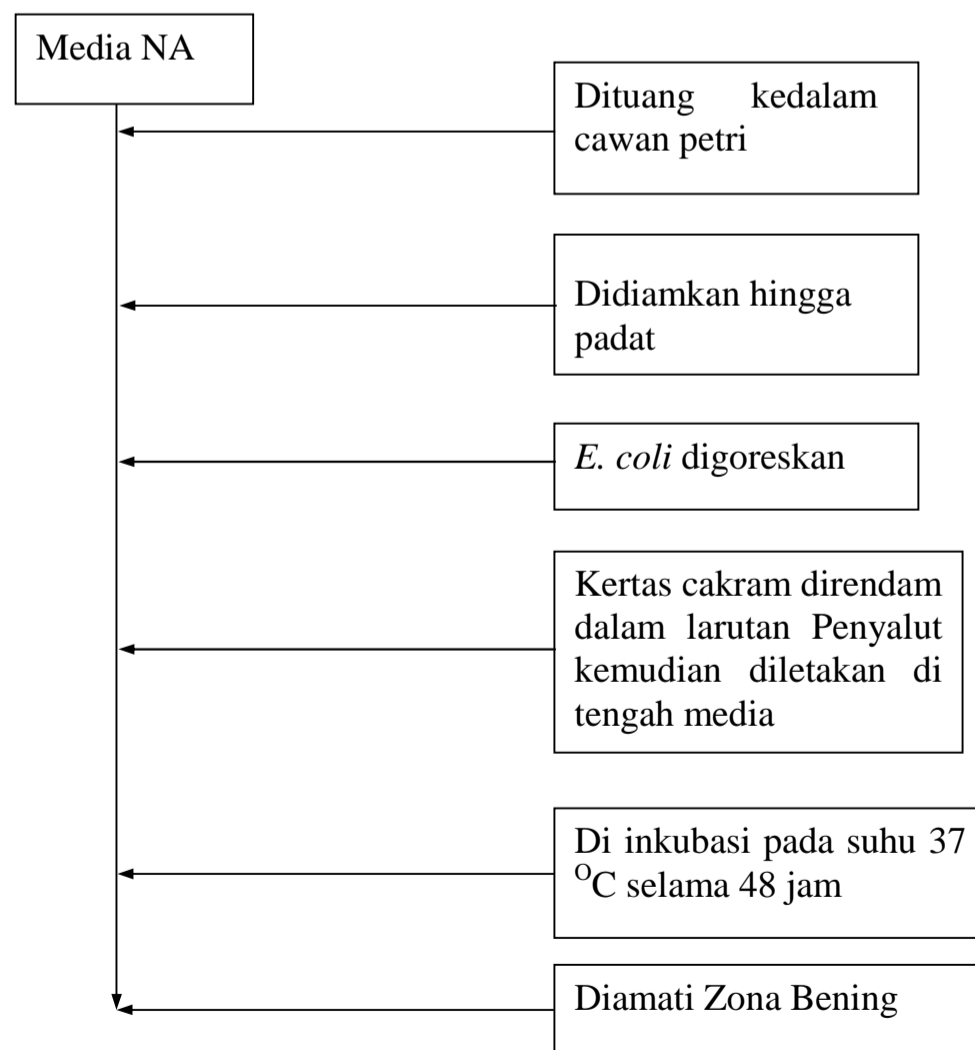 Media NA
Dituang kedalam
cawan petri
Didiamkan hingga
padat
E. coli digoreskan
Kertas cakram direndam
dalam larutan Penyalut
kemudian diletakan di
tengah media
Di inkubasi pada suhu 37
OC selama 48 jam
Diamati Zona Bening